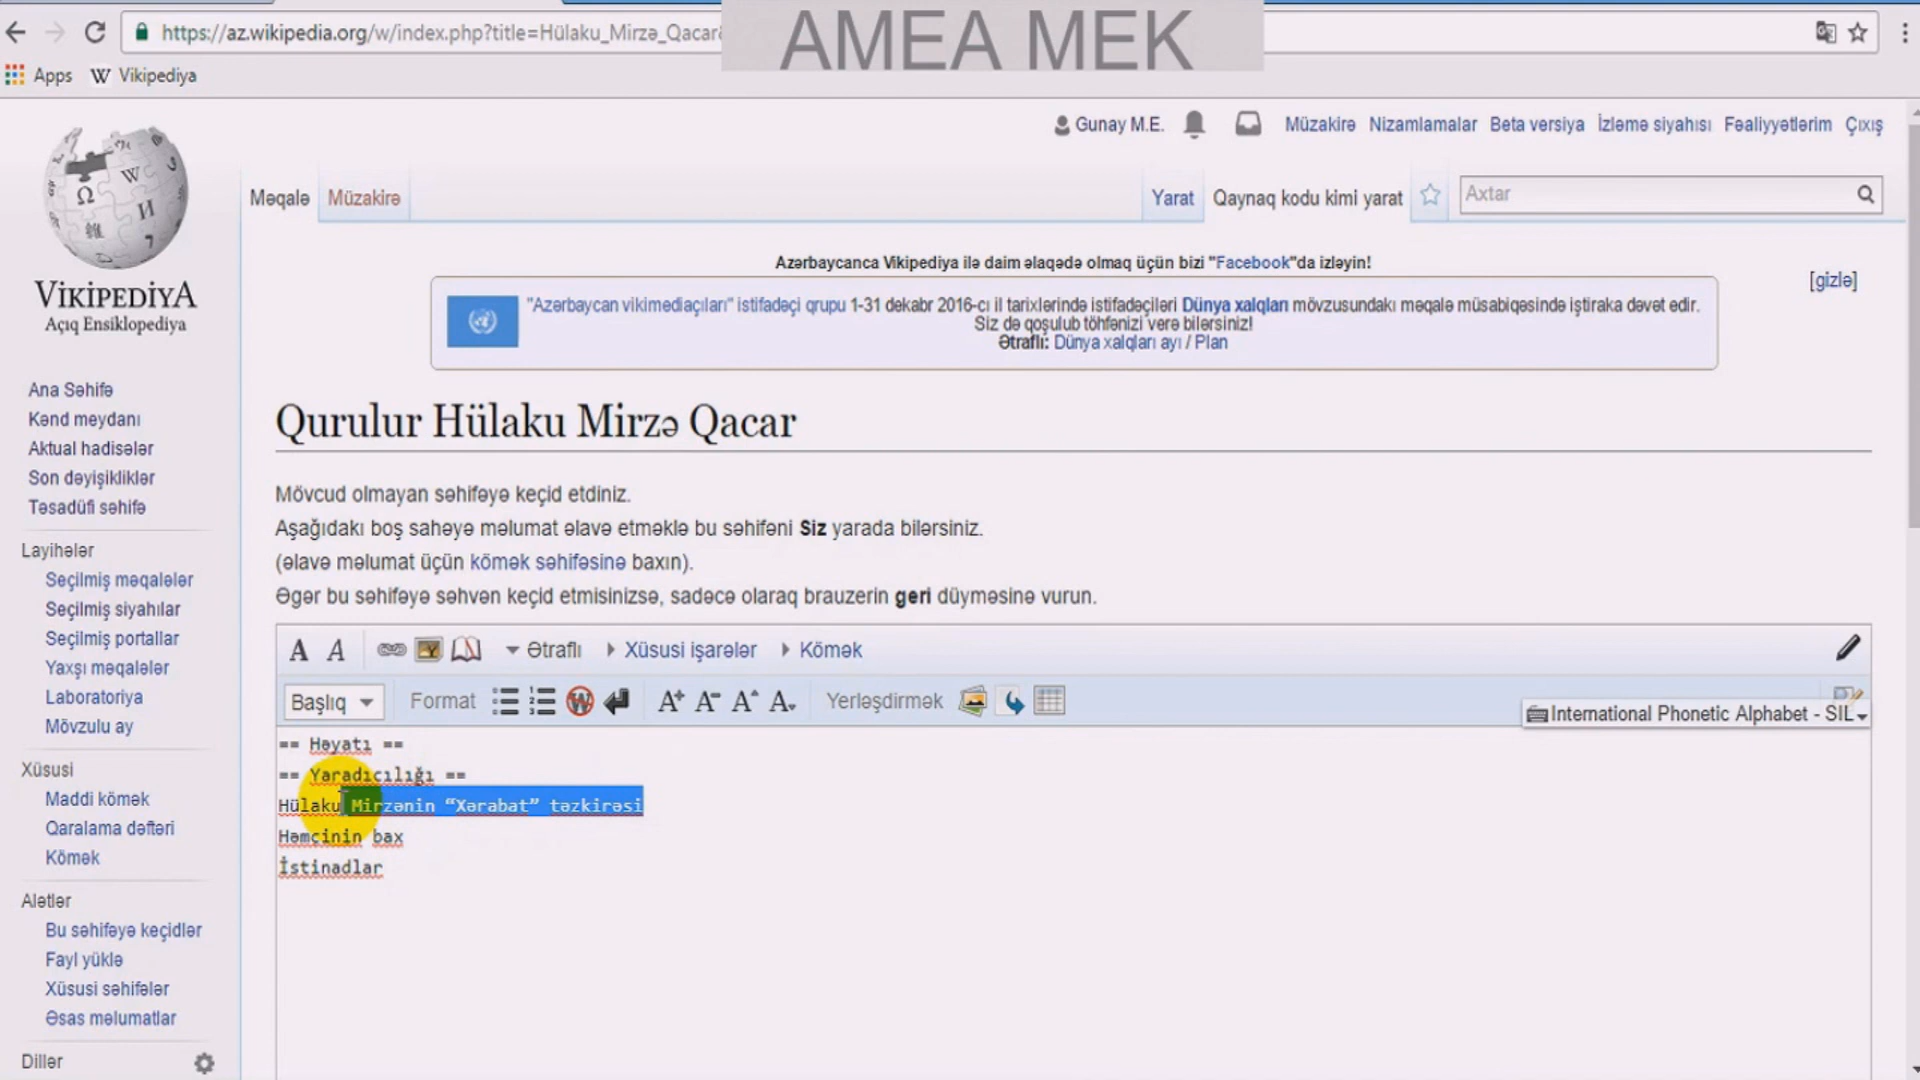 https://az.wikipedia.org/w/index.php?title=Hülaku_Mirzə_Qacar
AMEA MEK
Apps W Vikipediya
Gunay M.E. Müzakirə Nizamlamalar Beta versiya İzləmə siyahısı Fəaliyyətlərim Çıxış
Məqalə Müzakirə Yarat Qaynaq kodu kimi yarat Axtar
VİKİPEDİYA
Açıq Ensiklopediya
Azərbaycanca Vikipediya ilə daim əlaqədə olmaq üçün bizi "Facebook"da izləyin!
[gizlə]
"Azərbaycan vikimediaçıları" istifadəçi qrupu 1-31 dekabr 2016-cı il tarixlərində istifadəçiləri Dünya xalqları mövzusundakı məqalə müsabiqəsində iştiraka dəvət edir.
Siz də qoşulub töhfənizi verə bilərsiniz!
Ətraflı: Dünya xalqları ayı / Plan
Ana Səhifə
Kənd meydanı
Aktual hadisələr
Son dəyişikliklər
Təsadüfi səhifə
Layihələr
Seçilmiş məqalələr
Seçilmiş siyahılar
Seçilmiş portallar
Yaxşı məqalələr
Laboratoriya
Mövzulu ay
Xüsusi
Maddi kömək
Qaralama dəftəri
Kömək
Alətlər
Bu səhifəyə keçidlər
Fayl yüklə
Xüsusi səhifələr
Əsas məlumatlar
Dillər
Qurulur Hülaku Mirzə Qacar
Mövcud olmayan səhifəyə keçid etdiniz.
Aşağıdakı boş sahəyə məlumat əlavə etməklə bu səhifəni Siz yarada bilərsiniz.
(əlavə məlumat üçün kömək səhifəsinə baxın).
Əgər bu səhifəyə səhvən keçid etmisinizsə, sadəcə olaraq brauzerin geri düyməsinə vurun.
A A Ətraflı Xüsusi işarələr Kömək
Başlıq Format A+ A- A A Yerləşdirmək
International Phonetic Alphabet - SIL
== Həyatı ==
== Yaradıcılığı ==
Hülaku Mirzənin “Xərabat” təzkirəsi
Həmçinin bax
İstinadlar